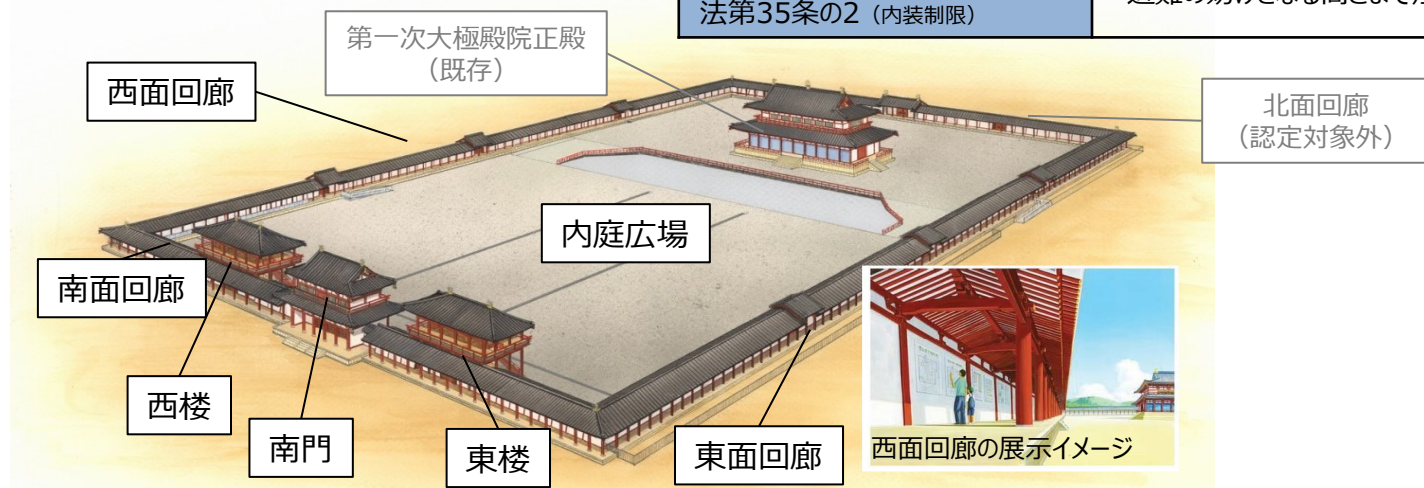 法第35条の2（内装制限）
第一次大極殿院正殿
（既存）
西面回廊
北面回廊
（認定対象外）
内庭広場
南面回廊
西楼
南門
東楼
東面回廊
西面回廊の展示イメージ